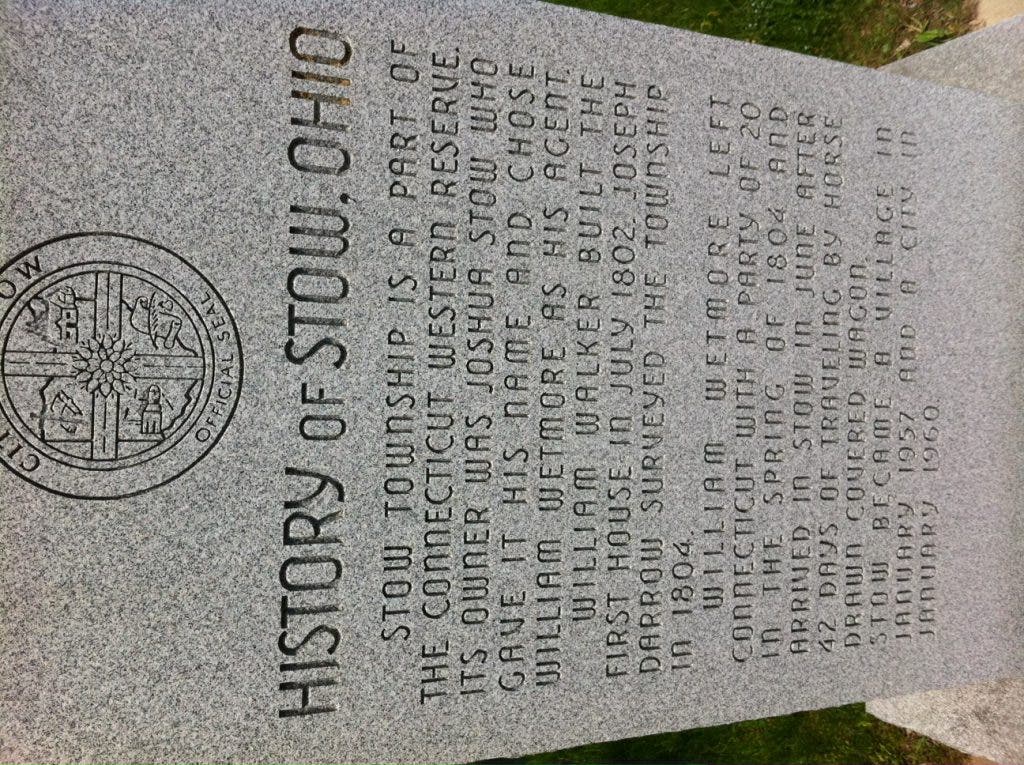 OW
CIT
OFFICIAL SEAL
HISTORY OF STOW, OHIO
STOW TOWNSHIP IS A PART OF
THE CONNECTICUT WESTERN RESERVE.
ITS OWNER WAS JOSHUA STOW WHO
GAVE IT HIS NAME AND CHOSE
WILLIAM WETMORE AS HIS AGENT.
WILLIAM WALKER BUILT THE
FIRST HOUSE IN JULY 1802. JOSEPH
DARROW SURVEYED THE TOWNSHIP
IN 1804.
WILLIAM WETMORE LEFT
CONNECTICUT WITH A PARTY OF 20
IN THE SPRING OF 1804 AND
ARRIVED IN STOW IN JUNE AFTER
42 DAYS OF TRAVELING BY HORSE
DRAWN COVERED WAGON.
STOW BECAME A VILLAGE IN
JANUARY 1957 AND A CITY IN
JANUARY 1960.